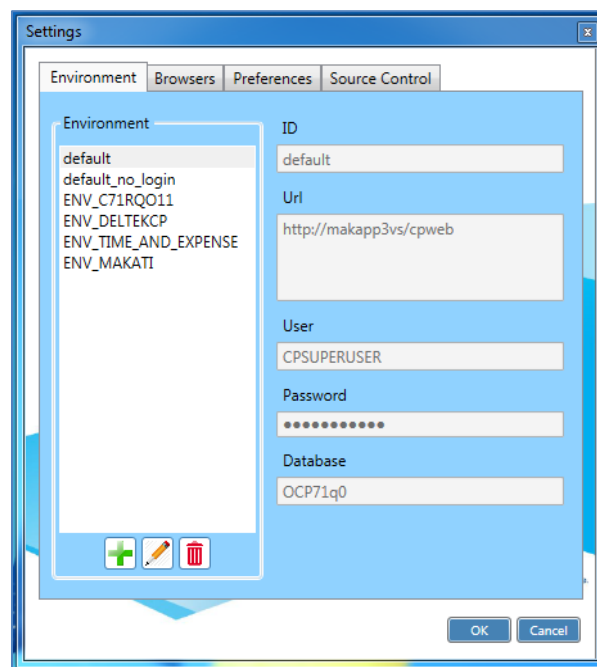 Settings
Environment Browsers Preferences Source Control
Environment
default
default_no_login
ENV_C71RQO11
ENV_DELTEKCP
ENV_TIME_AND_EXPENSE
ENV_MAKATI
ID
default
Url
http://makapp3vs/cpweb
User
CPSUPERUSER
Password
●●●●●●●●●●●
Database
OCP71q0
OK Cancel